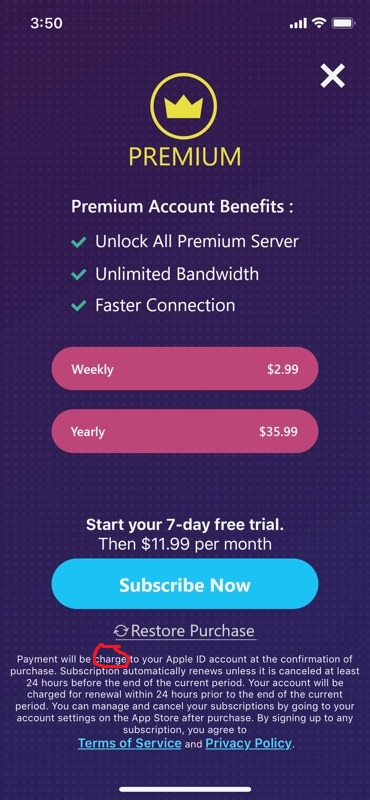 3:50
PREMIUM
Premium Account Benefits :
Unlock All Premium Server
Unlimited Bandwidth
Faster Connection
Weekly $2.99
Yearly $35.99
Start your 7-day free trial.
Then $11.99 per month
Subscribe Now
Restore Purchase
Payment will be charge to your Apple ID account at the confirmation of
purchase. Subscription automatically renews unless it is canceled at least
24 hours before the end of the current period. Your account will be
charged for renewal within 24 hours prior to the end of the current
period. You can manage and cancel your subscriptions by going to your
account settings on the App Store after purchase. By signing up to any
subscription, you agree to
Terms of Service and Privacy Policy.